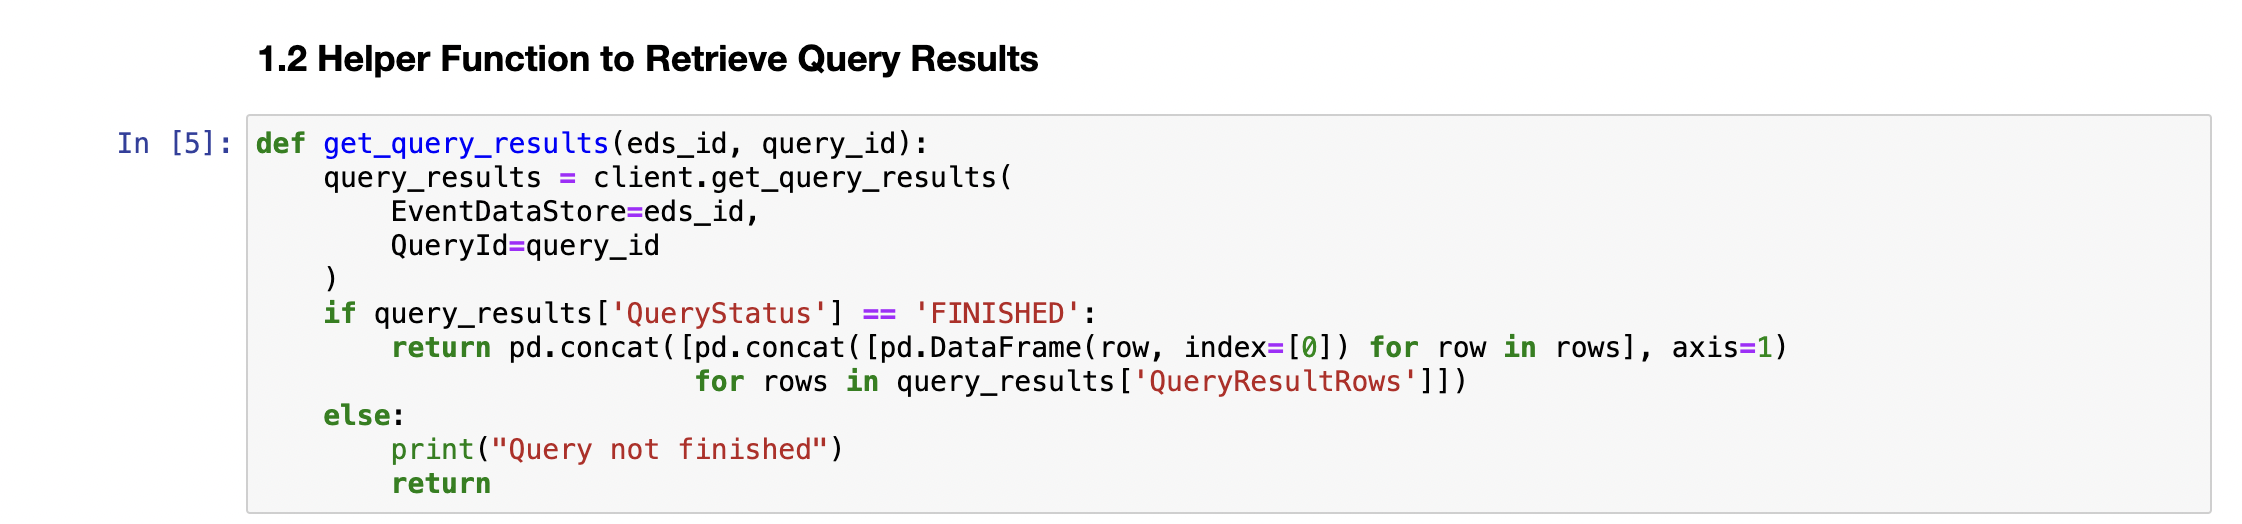 1.2 Helper Function to Retrieve Query Results
In [5]: def get_query_results(eds_id, query_id):
    query_results = client.get_query_results(
        EventDataStore=eds_id,
        QueryId=query_id
    )
    if query_results['QueryStatus'] == 'FINISHED':
        return pd.concat([pd.concat([pd.DataFrame(row, index=[0]) for row in rows], axis=1)
                          for rows in query_results['QueryResultRows']])
    else:
        print("Query not finished")
        return